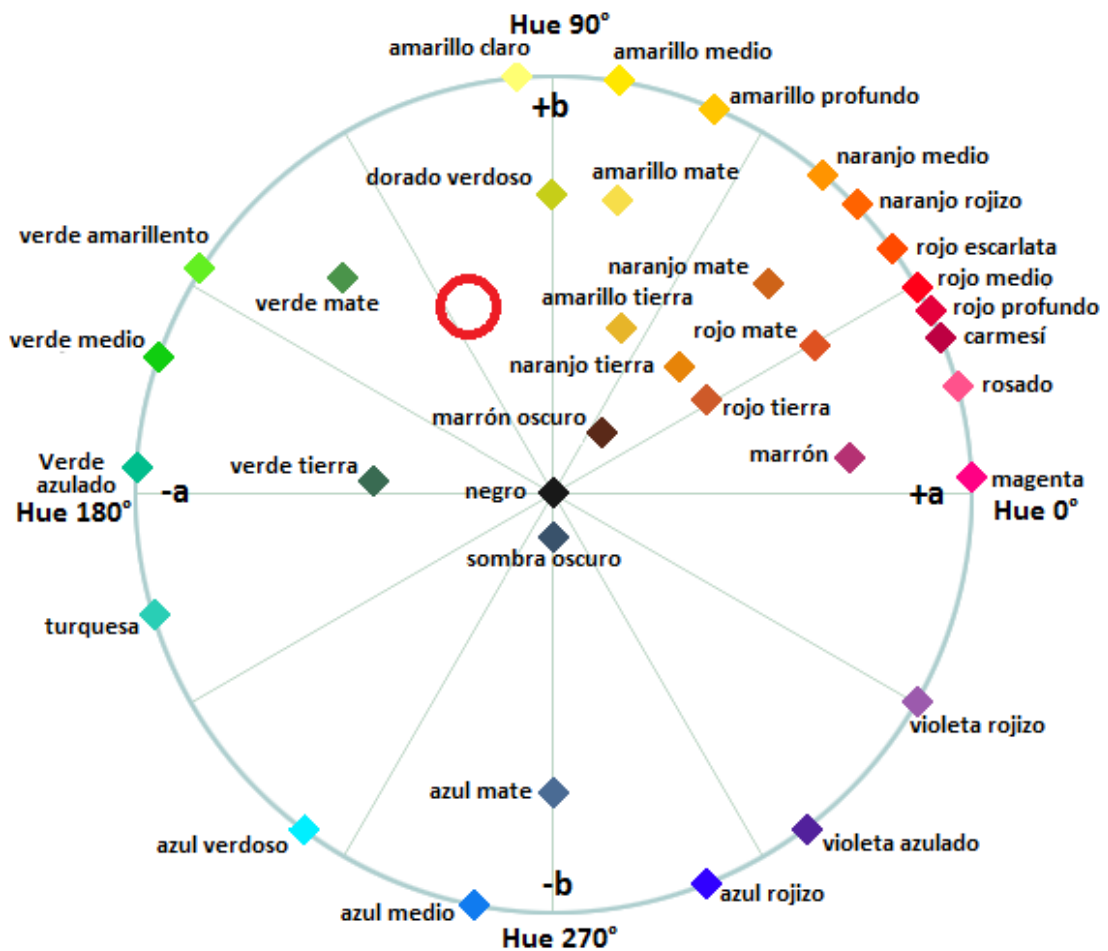 Hue 90°
amarillo claro
amarillo medio
amarillo profundo
+b
naranjo medio
dorado verdoso
amarillo mate
naranjo rojizo
verde amarillento
rojo escarlata
naranjo mate
rojo medio
verde mate
amarillo tierra
rojo profundo
rojo mate
carmesí
verde medio
naranjo tierra
rosado
rojo tierra
marrón oscuro
marrón
Verde
azulado
verde tierra
negro
magenta
-a
+a
Hue 180°
Hue 0°
sombra oscuro
turquesa
violeta rojizo
azul mate
azul verdoso
violeta azulado
-b
azul rojizo
azul medio
Hue 270°